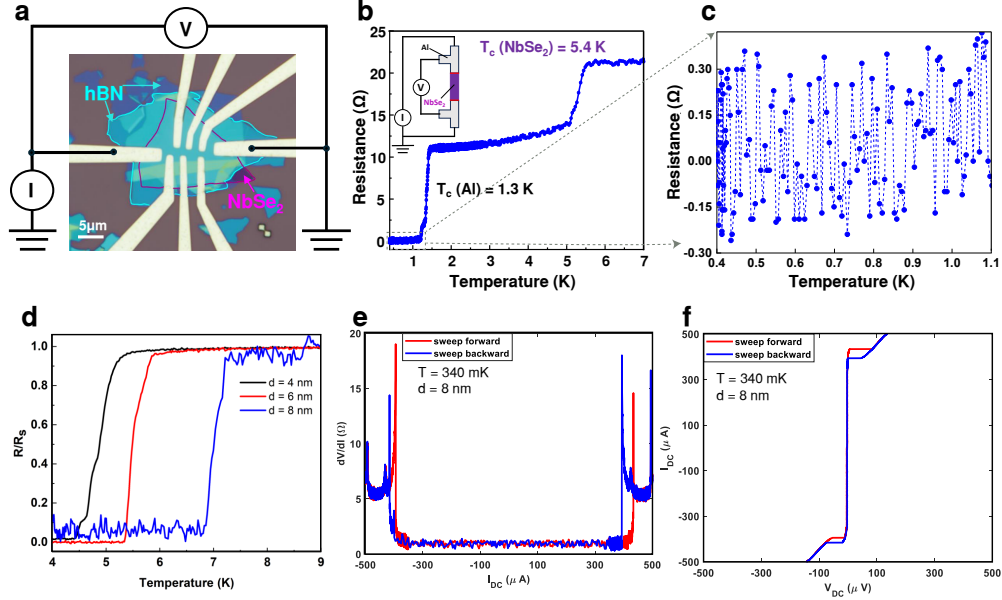 a
V
hBN
I
NbSe2
5μm
b
Resistance (Ω)
25
20
15
10
5
0
Tc (NbSe2) = 5.4 K
Al
V
NbSe2
I
Tc (Al) = 1.3 K
1 2 3 4 5 6 7
Temperature (K)
c
Resistance (Ω)
0.30
0.15
0.00
-0.15
-0.30
0.4 0.5 0.6 0.7 0.8 0.9 1.0 1.1
Temperature (K)
d
R/RS
1.0
0.8
0.6
0.4
0.2
0.0
d = 4 nm
d = 6 nm
d = 8 nm
4 5 6 7 8 9
Temperature (K)
e
dV/dI (Ω)
20
15
10
5
0
sweep forward
sweep backward
T = 340 mK
d = 8 nm
-500 -300 -100 100 300 500
IDC (μ A)
f
IDC (μ A)
500
300
100
-100
-300
-500
sweep forward
sweep backward
T = 340 mK
d = 8 nm
-500 -300 -100 100 300 500
VDC (μ V)